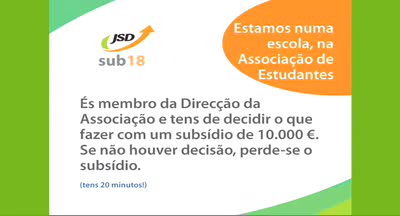 JSD
sub18
Estamos numa
escola, na
Associação de
Estudantes
És membro da Direcção da
Associação e tens de decidir o que
fazer com um subsídio de 10.000 €.
Se não houver decisão, perde-se o
subsídio.
(tens 20 minutos!)